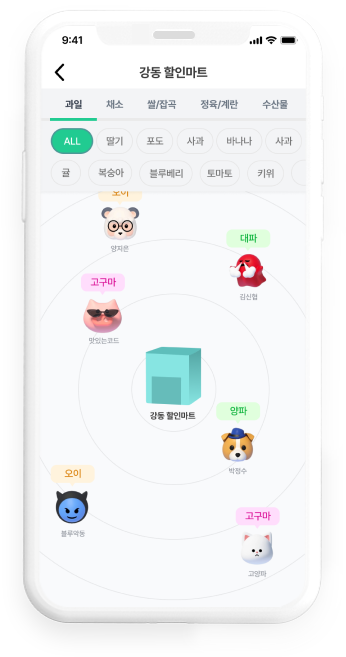 9:41
강동 할인마트
과일 채소 쌀/잡곡 정육/계란 수산물
ALL 딸기 포도 사과 바나나 사과
귤 복숭아 블루베리 토마토 키위
오이
양지은
대파
김신협
고구마
맛있는코드
강동 할인마트
양파
박정수
오이
블루악동
고구마
고양파